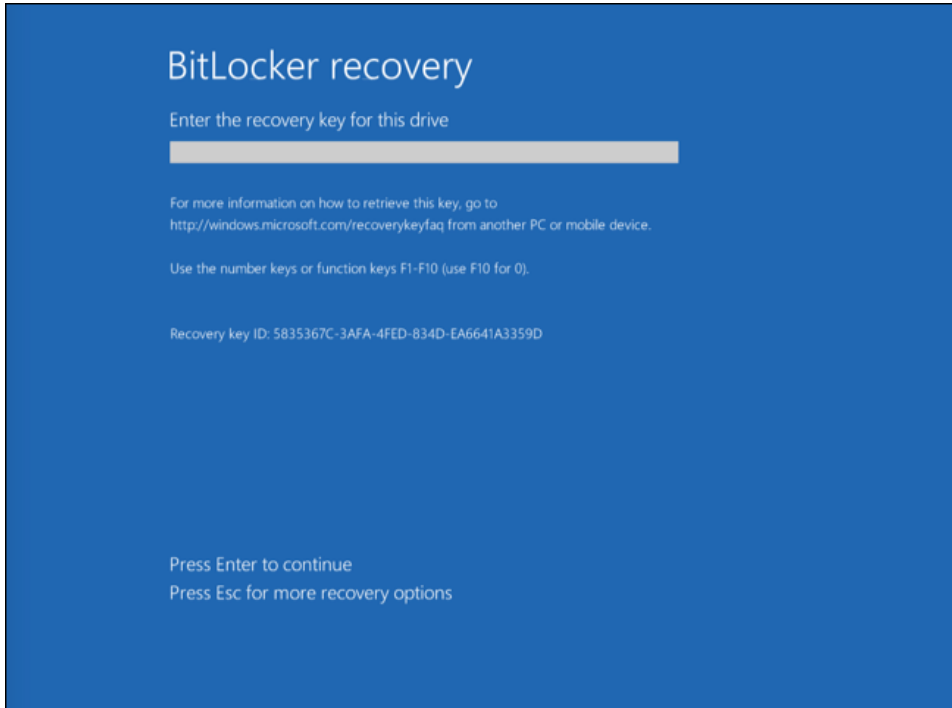 BitLocker recovery
Enter the recovery key for this drive
For more information on how to retrieve this key, go to
http://windows.microsoft.com/recoverykeyfaq from another PC or mobile device.
Use the number keys or function keys F1-F10 (use F10 for 0).
Recovery key ID: 5835367C-3AFA-4FED-834D-EA6641A3359D
Press Enter to continue
Press Esc for more recovery options